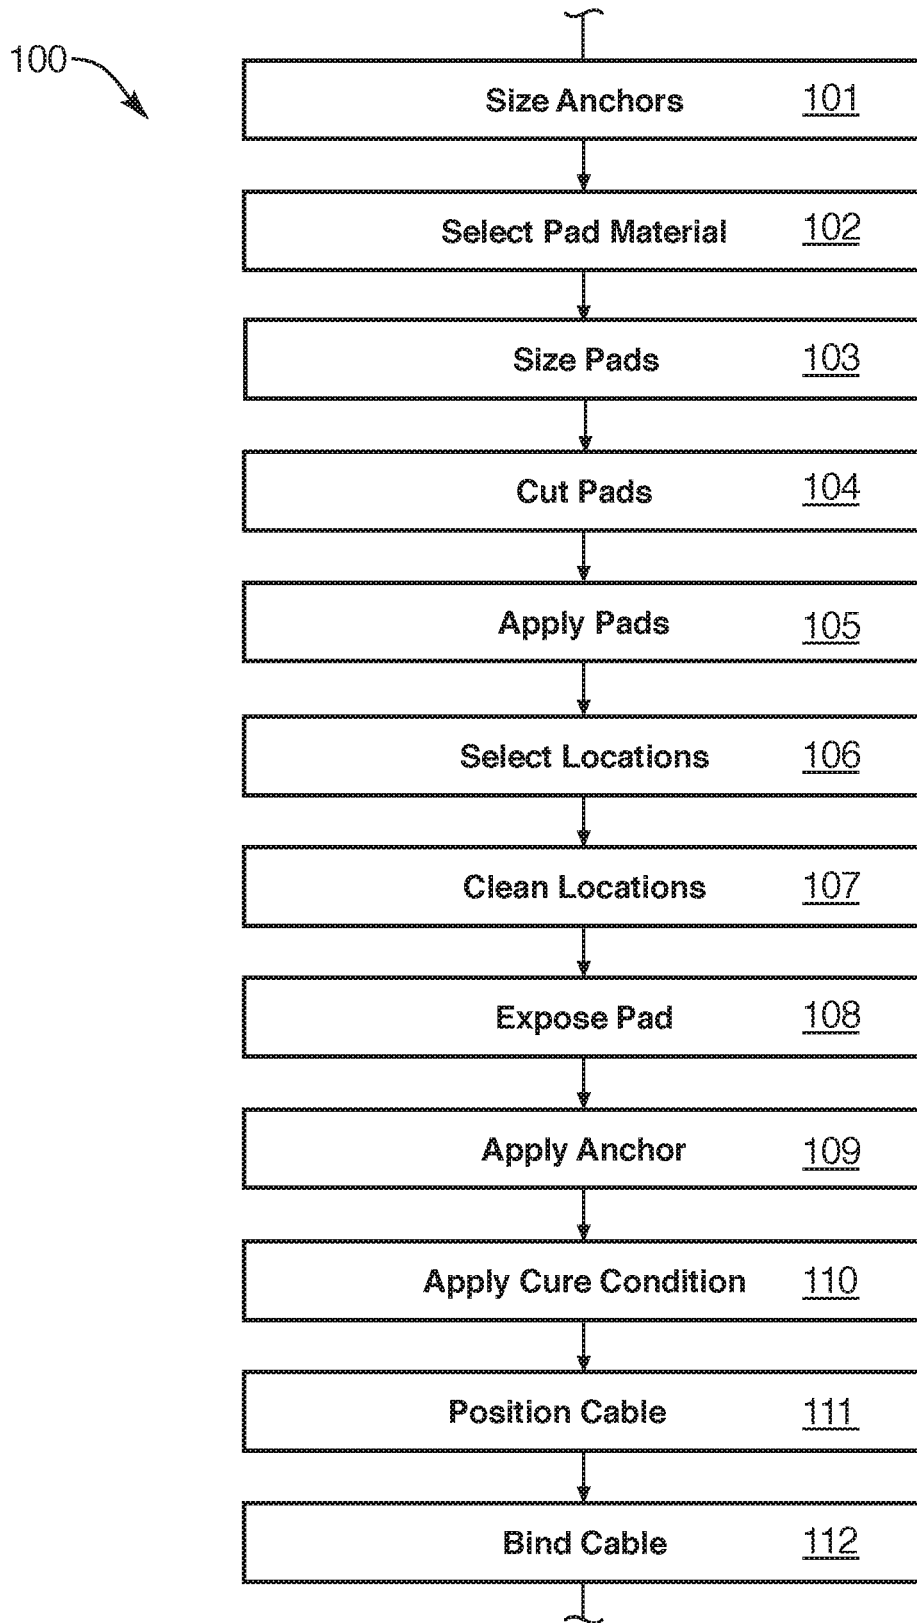 100
Size Anchors 101
Select Pad Material 102
Size Pads 103
Cut Pads 104
Apply Pads 105
Select Locations 106
Clean Locations 107
Expose Pad 108
Apply Anchor 109
Apply Cure Condition 110
Position Cable 111
Bind Cable 112